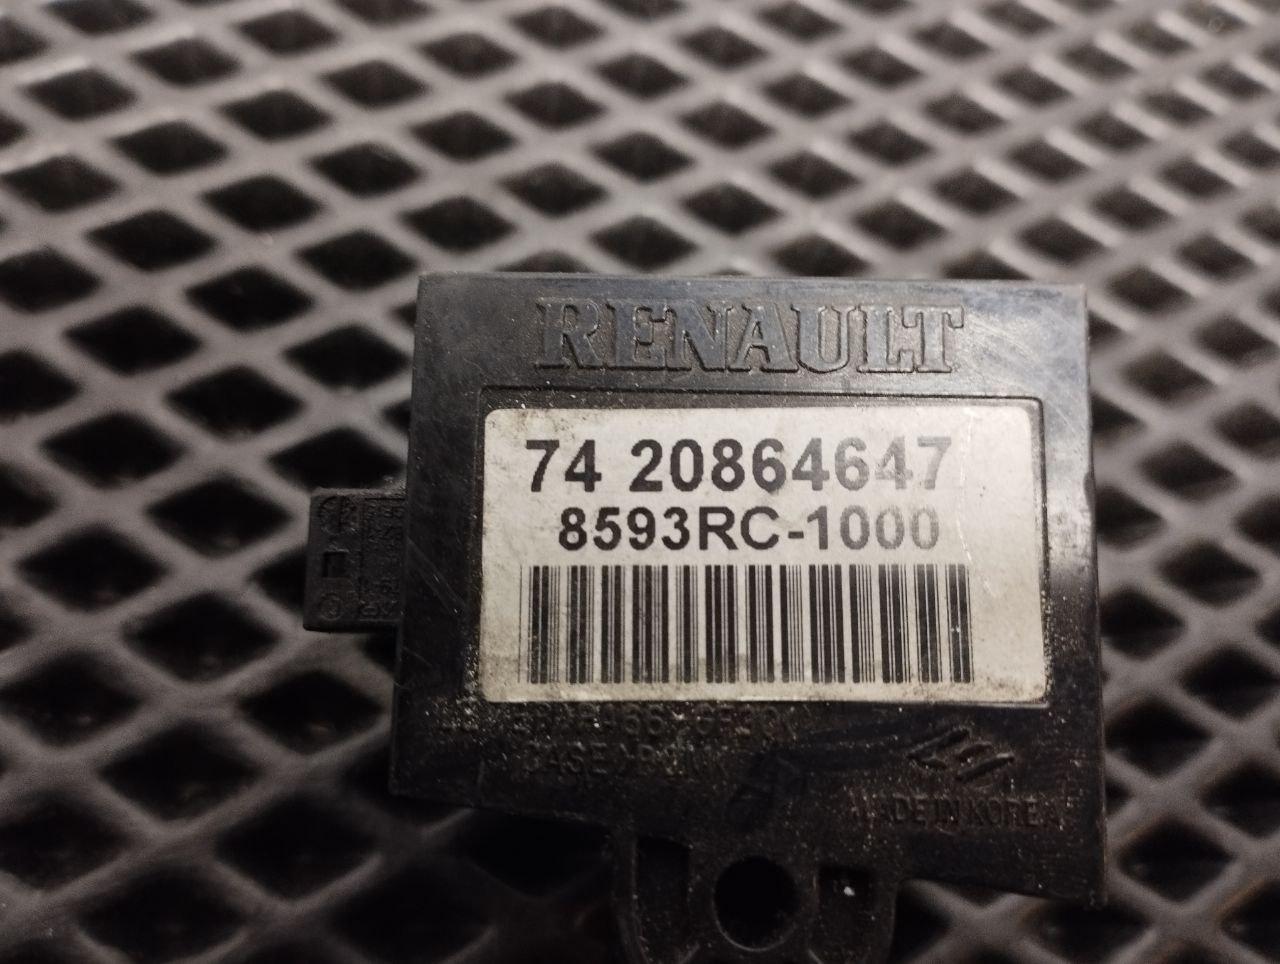 RENAULT
74 20864647
8593RC-1000
MADE IN KOREA